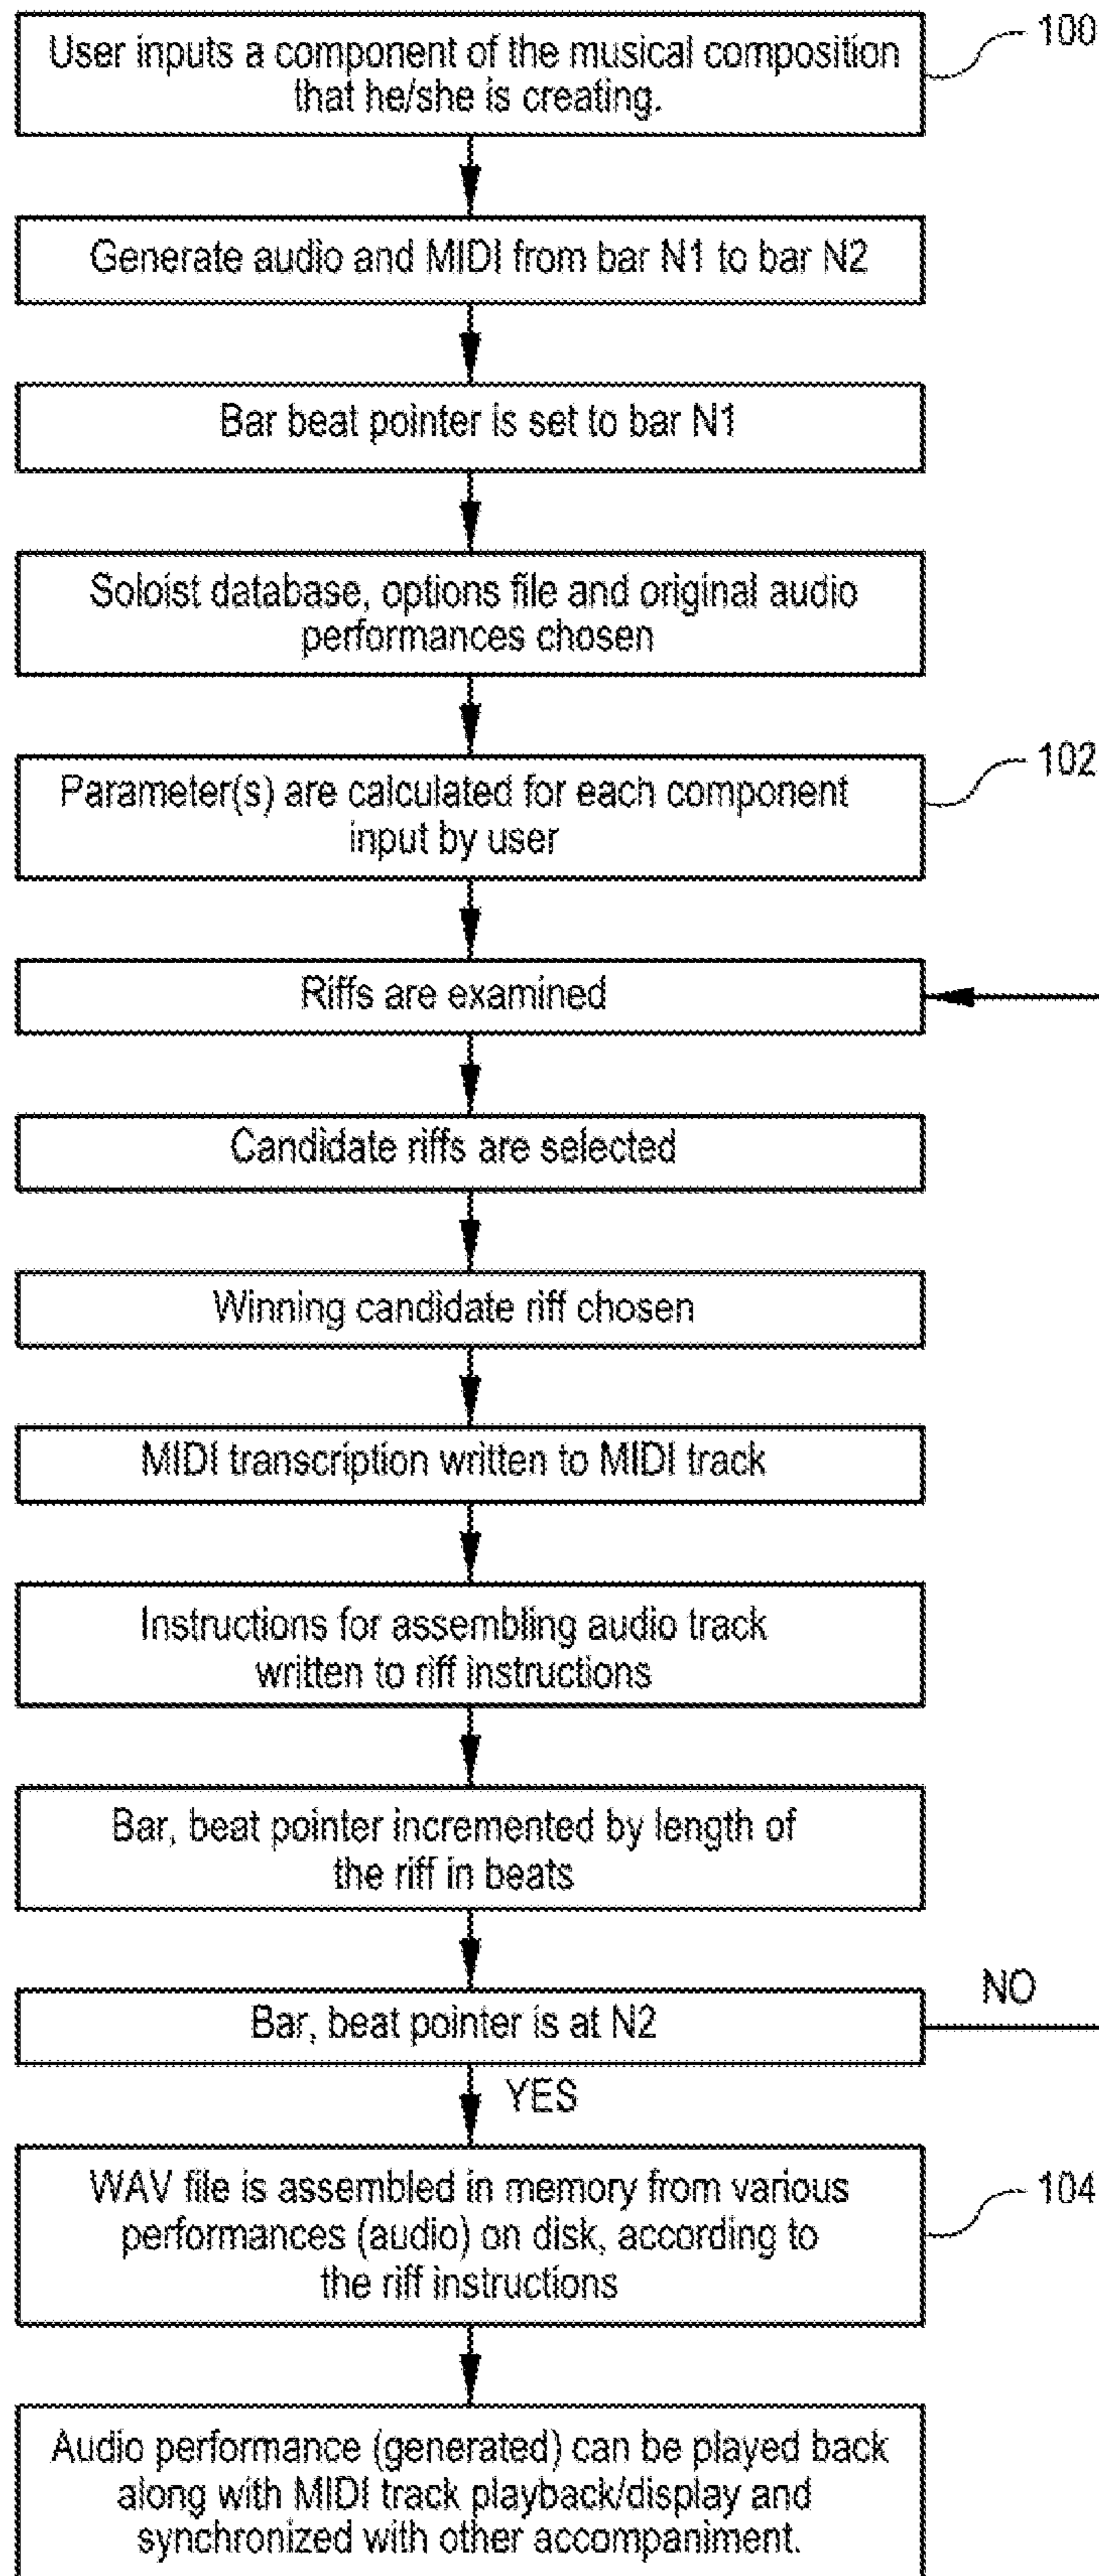 User inputs a component of the musical composition
that he/she is creating.
100
Generate audio and MIDI from bar N1 to bar N2
Bar beat pointer is set to bar N1
Soloist database, options file and original audio
performances chosen
Parameter(s) are calculated for each component
input by user
102
Riffs are examined
Candidate riffs are selected
Winning candidate riff chosen
MIDI transcription written to MIDI track
Instructions for assembling audio track
written to riff instructions
Bar, beat pointer incremented by length of
the riff in beats
Bar, beat pointer is at N2
NO
YES
WAV file is assembled in memory from various
performances (audio) on disk, according to
the riff instructions
104
Audio performance (generated) can be played back
along with MIDI track playback/display and
synchronized with other accompaniment.